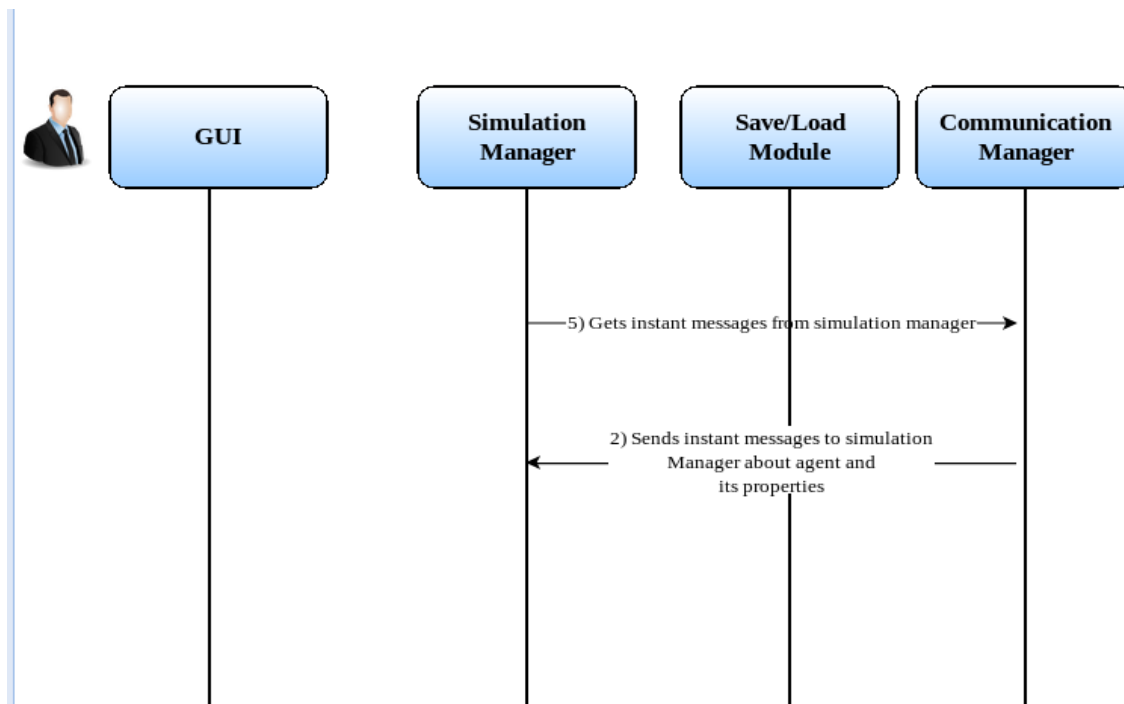 GUI
Simulation
Manager
Save/Load
Module
Communication
Manager
5) Gets instant messages from simulation manager
2) Sends instant messages to simulation
Manager about agent and
its properties